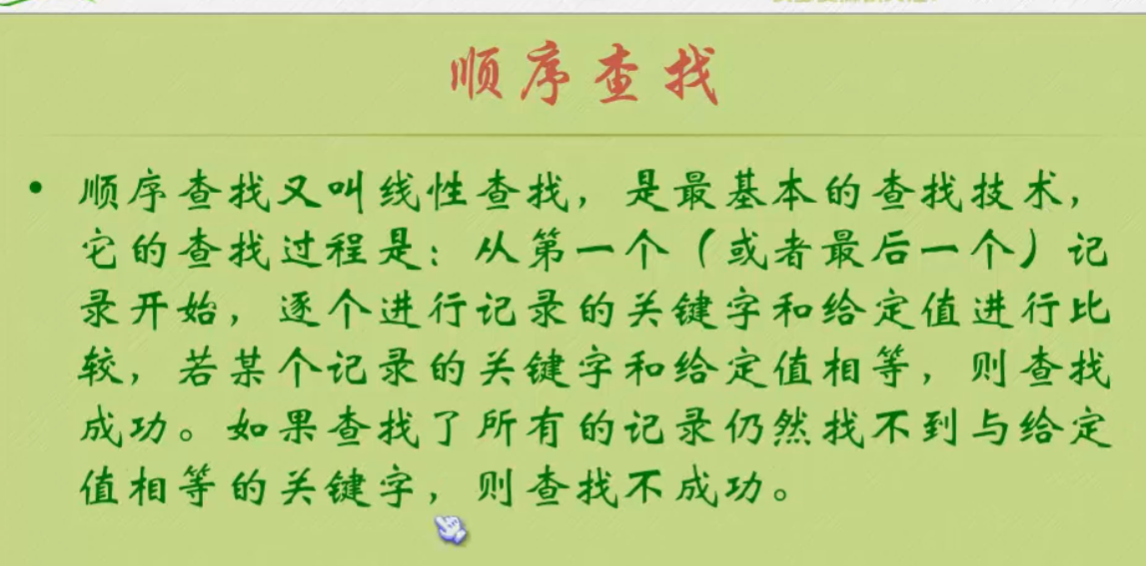 顺序查找
• 顺序查找又叫线性查找，是最基本的查找技术，
它的查找过程是：从第一个（或者最后一个）记
录开始，逐个进行记录的关键字和给定值进行比
较，若某个记录的关键字和给定值相等，则查找
成功。如果查找了所有的记录仍然找不到与给定
值相等的关键字，则查找不成功。